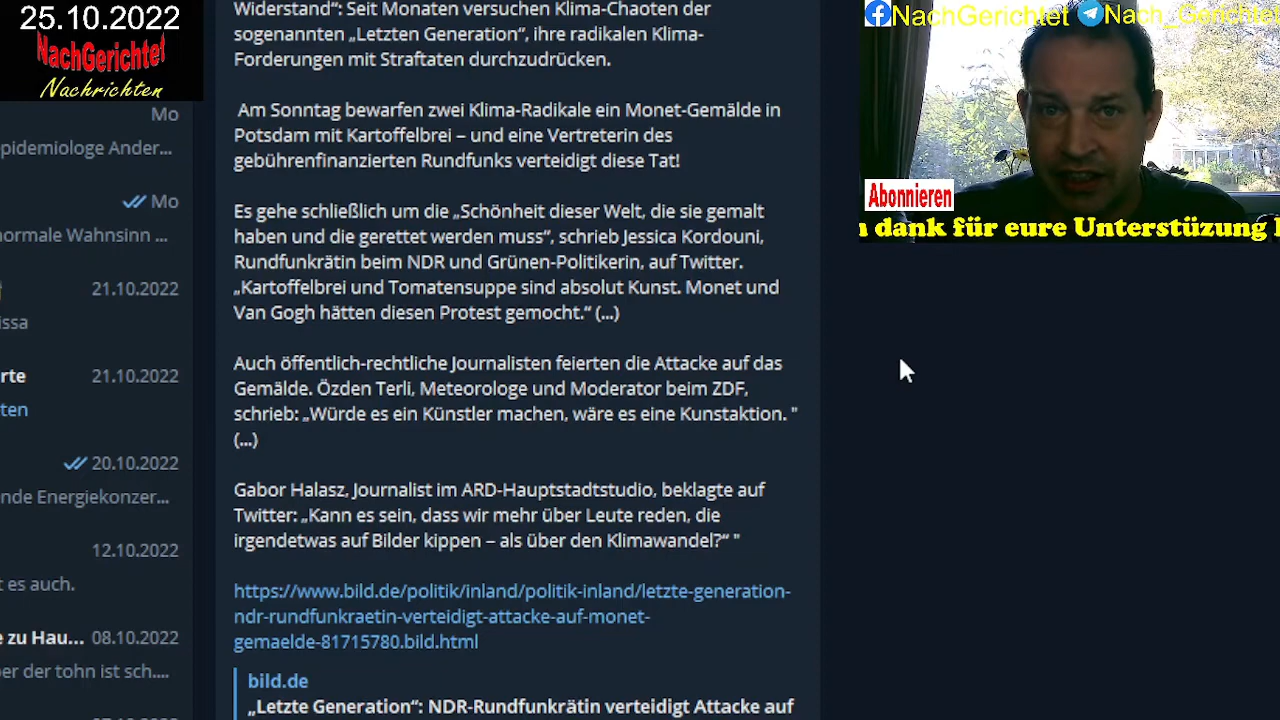 25.10.2022
NachGerichtet
Nachrichten
Mo
pidemiologe Ander...
Mo
normale Wahnsinn ...
21.10.2022
issa
rte
21.10.2022
ten
20.10.2022
nde Energiekonzer...
12.10.2022
t es auch.
e zu Hau...
08.10.2022
er der tohn ist sch....
Widerstand“: Seit Monaten versuchen Klima-Chaoten der
sogenannten „Letzten Generation“, ihre radikalen Klima-
Forderungen mit Straftaten durchzudrücken.
Am Sonntag bewarfen zwei Klima-Radikale ein Monet-Gemälde in
Potsdam mit Kartoffelbrei – und eine Vertreterin des
gebührenfinanzierten Rundfunks verteidigt diese Tat!
Es gehe schließlich um die „Schönheit dieser Welt, die sie gemalt
haben und die gerettet werden muss“, schrieb Jessica Kordouni,
Rundfunkrätin beim NDR und Grünen-Politikerin, auf Twitter.
„Kartoffelbrei und Tomatensuppe sind absolut Kunst. Monet und
Van Gogh hätten diesen Protest gemocht.“ (...)
Auch öffentlich-rechtliche Journalisten feierten die Attacke auf das
Gemälde. Özden Terli, Meteorologe und Moderator beim ZDF,
schrieb: „Würde es ein Künstler machen, wäre es eine Kunstaktion. "
(...)
Gabor Halasz, Journalist im ARD-Hauptstadtstudio, beklagte auf
Twitter: „Kann es sein, dass wir mehr über Leute reden, die
irgendetwas auf Bilder kippen – als über den Klimawandel?“ "
https://www.bild.de/politik/inland/politik-inland/letzte-generation-
ndr-rundfunkraetin-verteidigt-attacke-auf-monet-
gemaelde-81715780.bild.html
bild.de
„Letzte Generation“: NDR-Rundfunkrätin verteidigt Attacke auf
NachGerichtet
Nach_Gerichtet
Abonnieren
dank für eure Unterstüzung